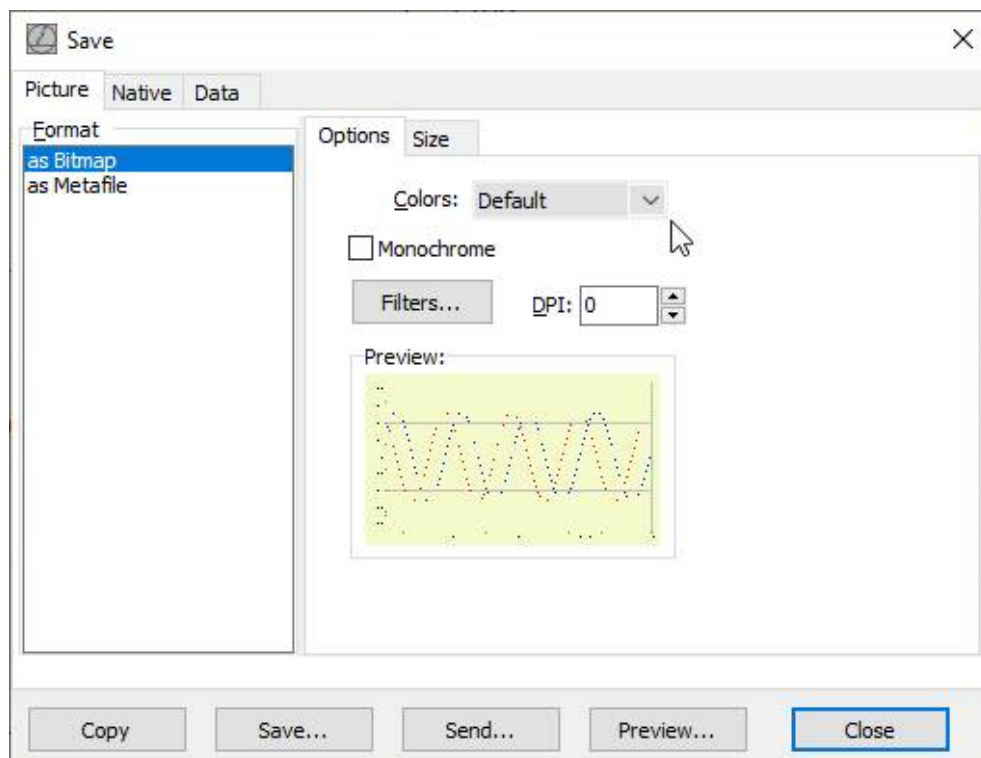 Save
Picture Native Data
Format
as Bitmap
as Metafile
Options Size
Colors: Default
Monochrome
Filters... DPI: 0
Preview:
Copy Save... Send... Preview... Close